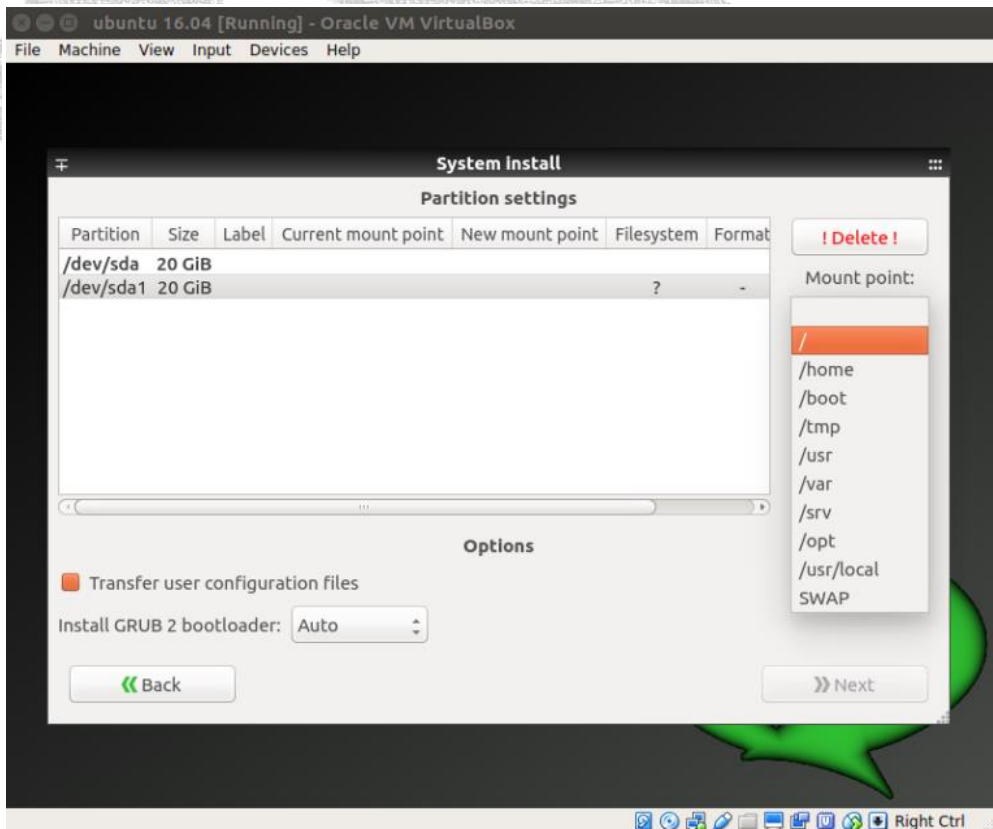 ubuntu 16.04 [Running] - Oracle VM VirtualBox
File Machine View Input Devices Help
System install
Partition settings
Partition Size Label Current mount point New mount point Filesystem Format
/dev/sda 20 GiB
/dev/sda1 20 GiB ? -
! Delete !
Mount point:
/
/home
/boot
/tmp
/usr
/var
/srv
/opt
/usr/local
SWAP
Options
Transfer user configuration files
Install GRUB 2 bootloader: Auto
Back
Next
Right Ctrl